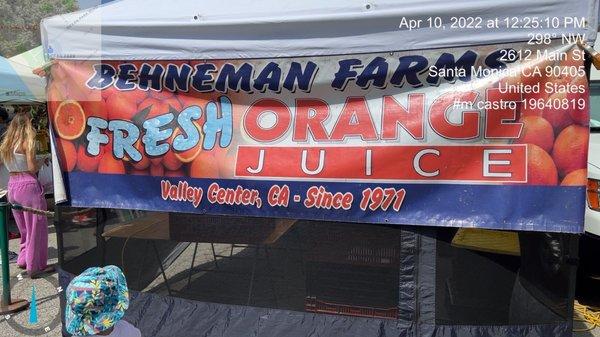 Apr 10, 2022 at 12:25:10 PM
298° NW
2612 Main St
Santa Monica CA 90405
United States
#m castro 19640819
BEHNEMAN FARMS
FRESH ORANGE
JUICE
Valley Center, CA - Since 1971